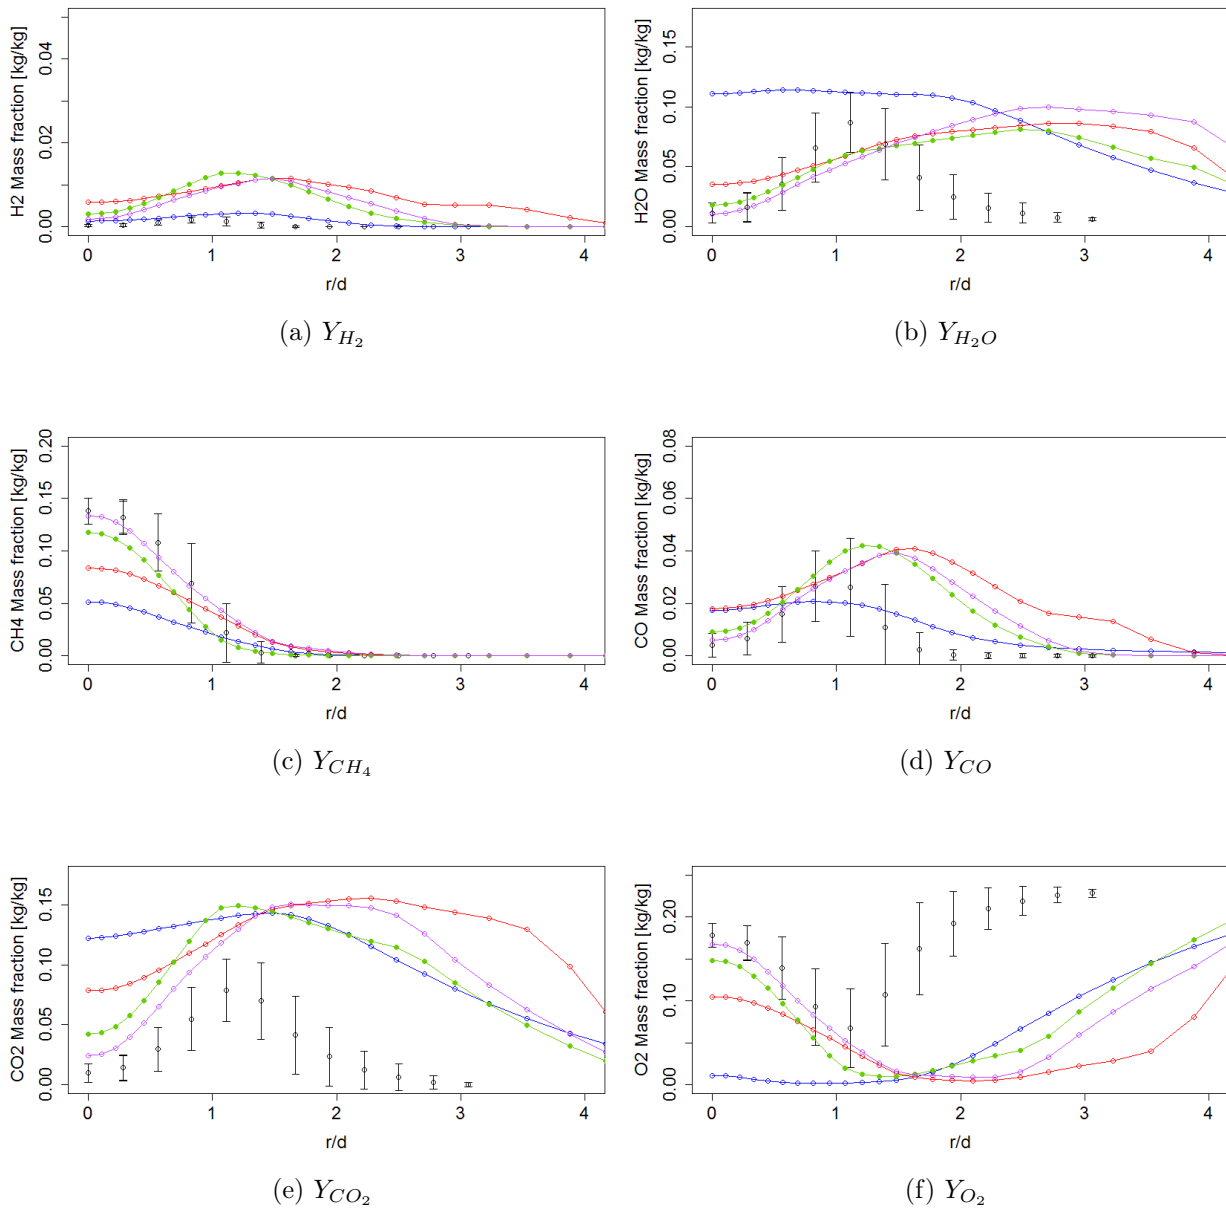 H2 Mass fraction [kg/kg]
0.00 0.02 0.04
0 1 2 3 4
r/d
(a) Y_{H_2}
H2O Mass fraction [kg/kg]
0.00 0.05 0.10 0.15
0 1 2 3 4
r/d
(b) Y_{H_2O}
CH4 Mass fraction [kg/kg]
0.00 0.05 0.10 0.15 0.20
0 1 2 3 4
r/d
(c) Y_{CH_4}
CO Mass fraction [kg/kg]
0.00 0.02 0.04 0.06 0.08
0 1 2 3 4
r/d
(d) Y_{CO}
CO2 Mass fraction [kg/kg]
0.00 0.05 0.10 0.15
0 1 2 3 4
r/d
(e) Y_{CO_2}
O2 Mass fraction [kg/kg]
0.00 0.10 0.20
0 1 2 3 4
r/d
(f) Y_{O_2}